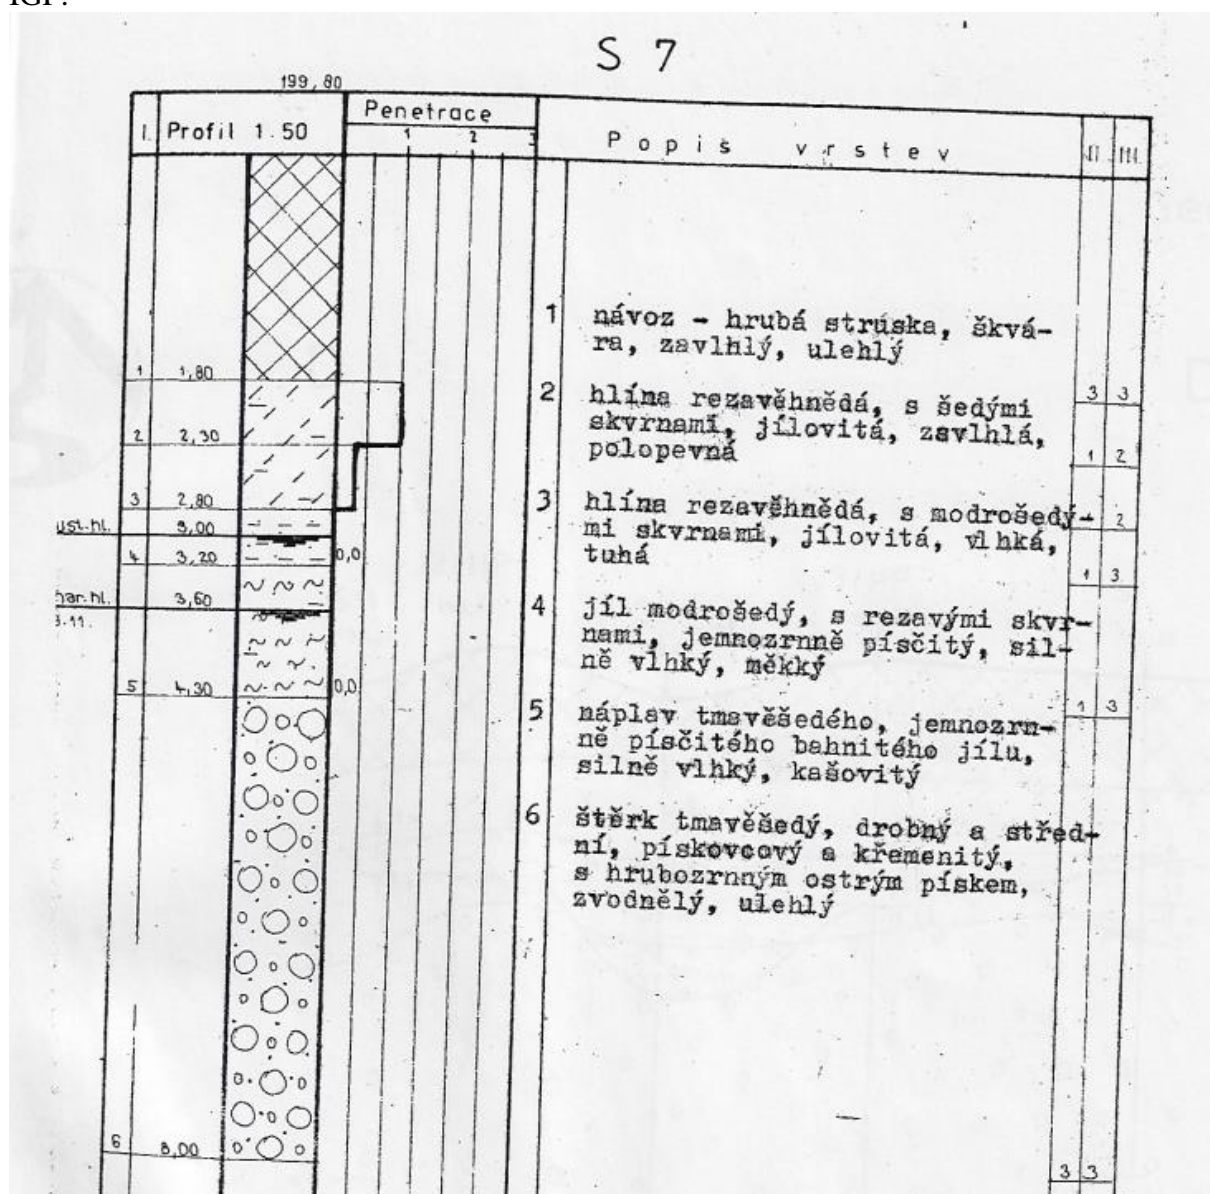 S 7
199,80
I. Profil 1:50 Penetrace Popis vrstev II III.
1 2 3
1 návoz - hrubá struska, škvá-
ra, zavlhlý, ulehlý
1 1,80
2 hlína rezavěhnědá, s šedými 3 3
skvrnami, jílovitá, zavlhlá,
polopevná
2 2,30
1 2
3 hlína rezavěhnědá, s modrošedý-
mi skvrnami, jílovitá, vlhká,
tuhá
3 2,80
2
ust.hl. 3,00
4 3,20 0,0
1 3
4 jíl modrošedý, s rezavými skvr-
nami, jemnozrnně písčitý, sil-
ně vlhký, měkký
nar.hl. 3,60
5 4,30 0,0
1 3
5 náplav tmavěšedého, jemnozrn-
ně písčitého bahnitého jílu,
silně vlhký, kašovitý
6 štěrk tmavěšedý, drobný a střed-
ní, pískovcový a křemenitý,
s hrubozrnným ostrým pískem,
zvodnělý, ulehlý
6 8,00
3 3